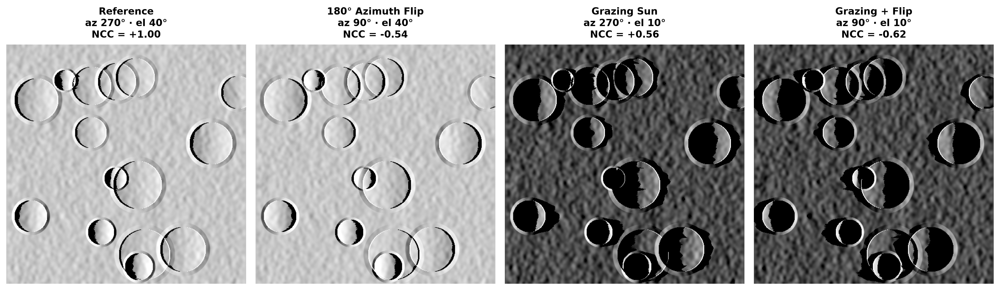 Reference
az 270° · el 40°
NCC = +1.00
180° Azimuth Flip
az 90° · el 40°
NCC = -0.54
Grazing Sun
az 270° · el 10°
NCC = +0.56
Grazing + Flip
az 90° · el 10°
NCC = -0.62